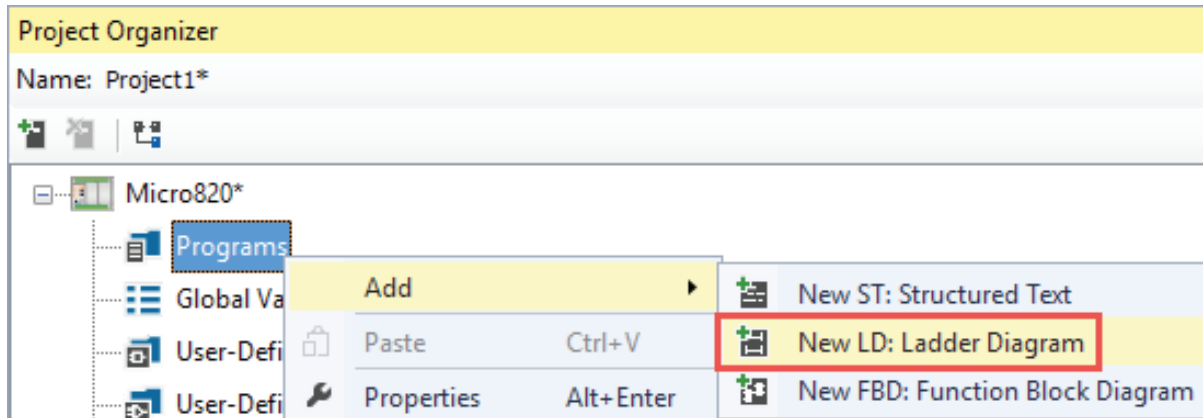 Project Organizer
Name: Project1*
Micro820*
Programs
Add
New ST: Structured Text
Global Va
Paste Ctrl+V
New LD: Ladder Diagram
User-Defi
Properties Alt+Enter
New FBD: Function Block Diagram
User-Defi